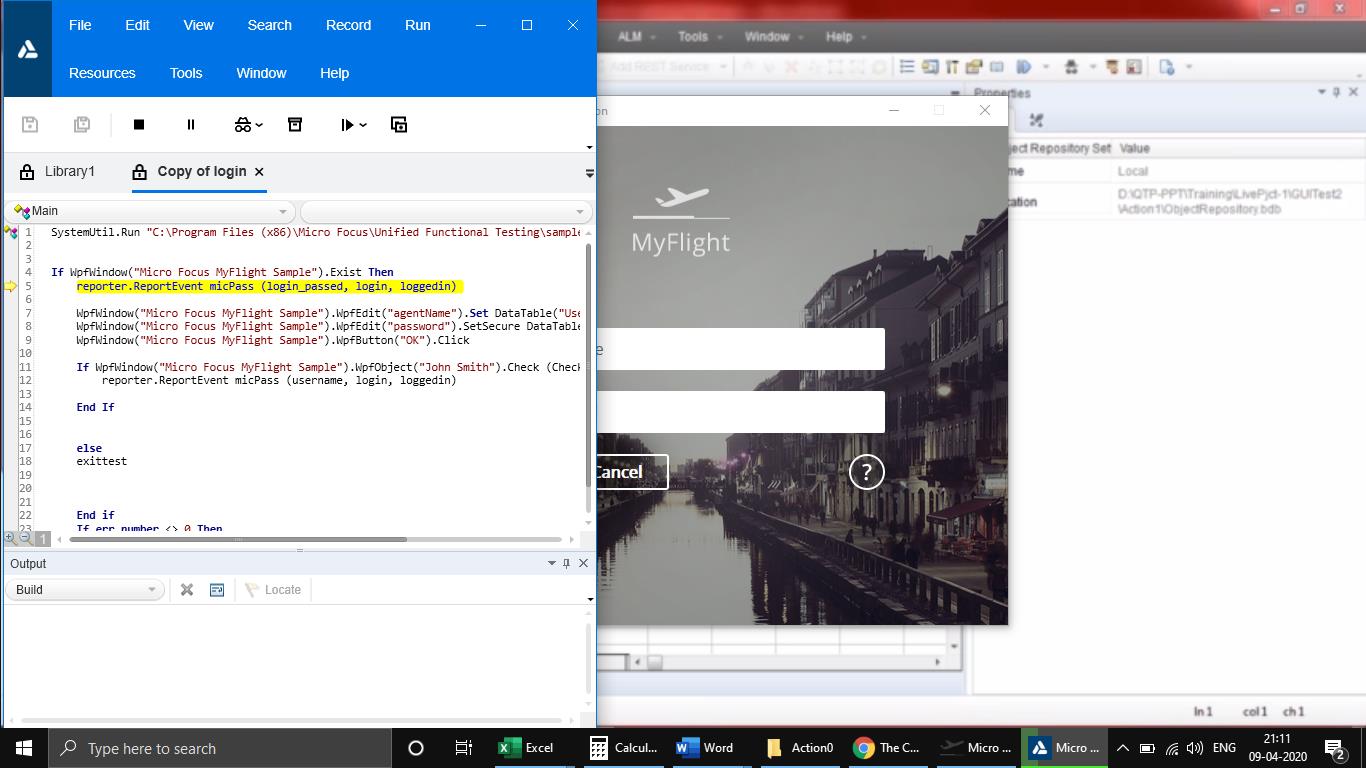 File Edit View Search Record Run
Resources Tools Window Help
ALM Tools Window Help
Add REST Service
Library1 Copy of login
Main
1 SystemUtil.Run "C:\Program Files (x86)\Micro Focus\Unified Functional Testing\sample
2
3
4 If WpfWindow("Micro Focus MyFlight Sample").Exist Then
5 reporter.ReportEvent micPass (login_passed, login, loggedin)
6
7 WpfWindow("Micro Focus MyFlight Sample").WpfEdit("agentName").Set DataTable("Use
8 WpfWindow("Micro Focus MyFlight Sample").WpfEdit("password").SetSecure DataTable
9 WpfWindow("Micro Focus MyFlight Sample").WpfButton("OK").Click
10
11 If WpfWindow("Micro Focus MyFlight Sample").WpfObject("John Smith").Check (Check
12 reporter.ReportEvent micPass (username, login, loggedin)
13
14 End If
15
16
17 else
18 exittest
19
20
21
22 End if
23 If err.number <> 0 Then
1
Output
Build Locate
on
MyFlight
e
Cancel ?
Properties
ject Repository Set Value
me Local
cation D:\QTP-PPT\Training\LivePjct-1\GUITest2
\Action1\ObjectRepository.bdb
ln 1 col 1 ch 1
Type here to search
Excel Calcul... Word Action0 The C... Micro ... Micro ...
ENG 21:11
09-04-2020 2